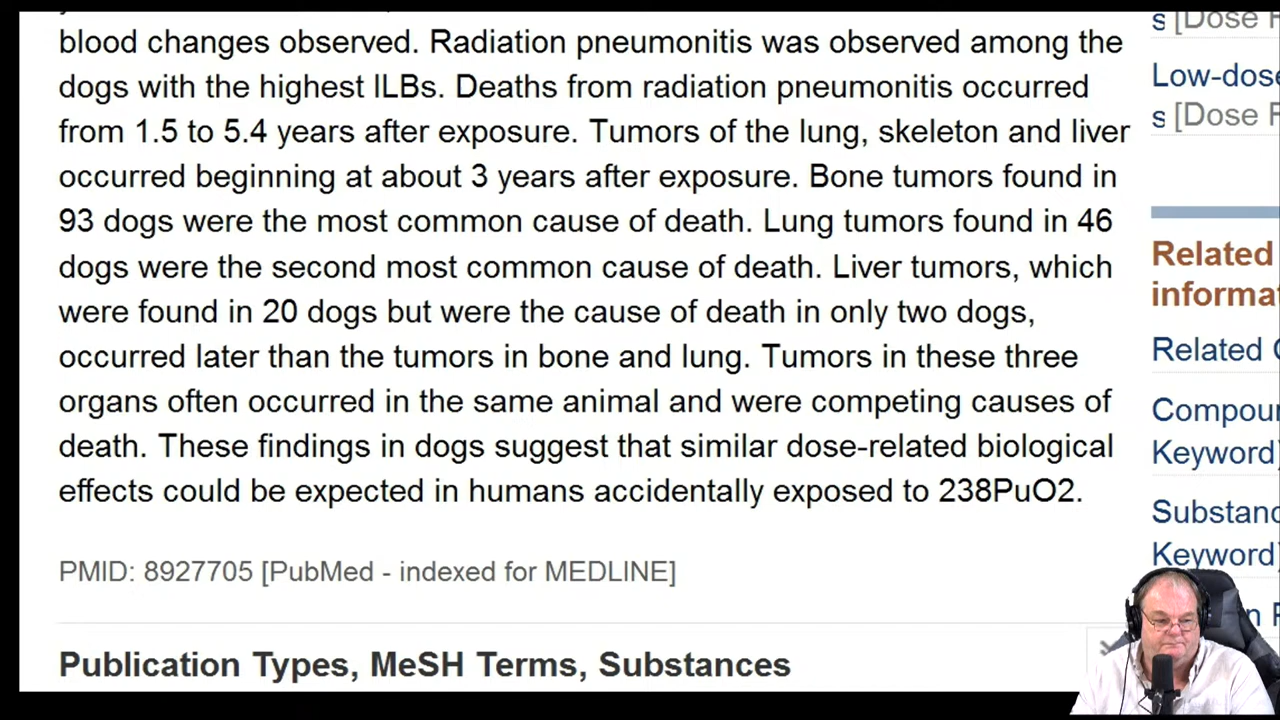 blood changes observed. Radiation pneumonitis was observed among the
dogs with the highest ILBs. Deaths from radiation pneumonitis occurred
from 1.5 to 5.4 years after exposure. Tumors of the lung, skeleton and liver
occurred beginning at about 3 years after exposure. Bone tumors found in
93 dogs were the most common cause of death. Lung tumors found in 46
dogs were the second most common cause of death. Liver tumors, which
were found in 20 dogs but were the cause of death in only two dogs,
occurred later than the tumors in bone and lung. Tumors in these three
organs often occurred in the same animal and were competing causes of
death. These findings in dogs suggest that similar dose-related biological
effects could be expected in humans accidentally exposed to 238PuO2.
PMID: 8927705 [PubMed - indexed for MEDLINE]
Publication Types, MeSH Terms, Substances
s [Dose
Low-dose
s [Dose
Related
informat
Related
Compour
Keyword)
Substanc
Keyword)